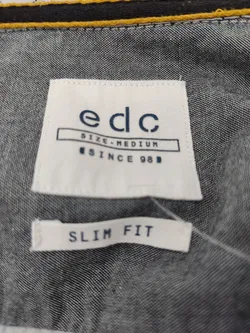 edc
SIZE-MEDIUM
SINCE 98
SLIM FIT